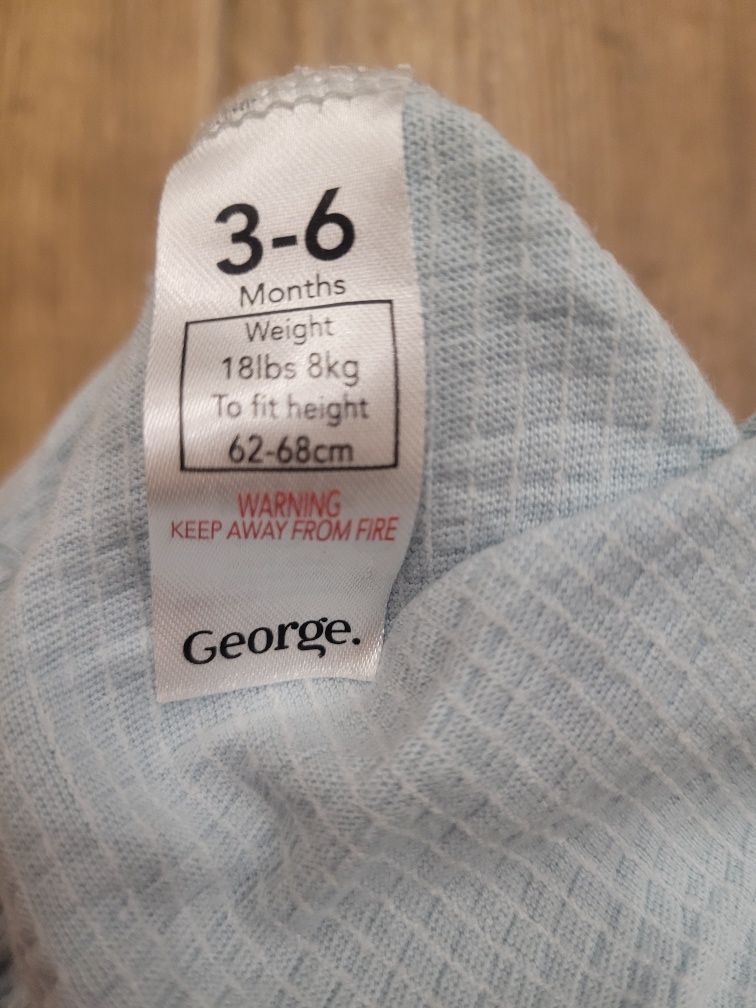 3-6
Months
Weight
18lbs 8kg
To fit height
62-68cm
WARNING
KEEP AWAY FROM FIRE
George.